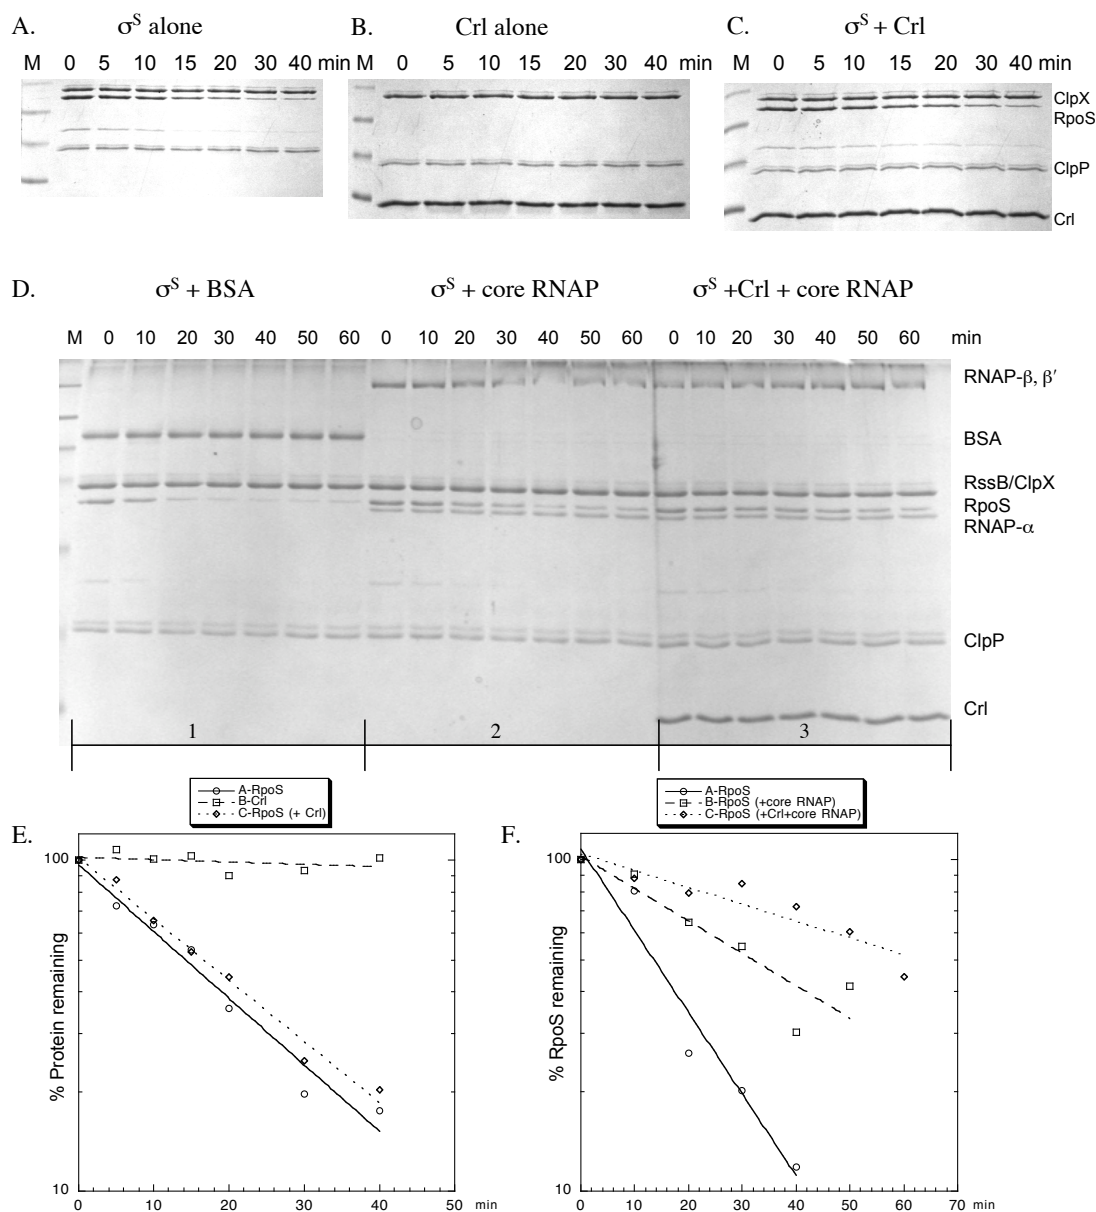 A. σS alone
M 0 5 10 15 20 30 40 min
B. Crl alone
M 0 5 10 15 20 30 40 min
C. σS + Crl
M 0 5 10 15 20 30 40 min
ClpX
RpoS
ClpP
Crl
D. σS + BSA σS + core RNAP σS +Crl + core RNAP
M 0 10 20 30 40 50 60 0 10 20 30 40 50 60 0 10 20 30 40 50 60 min
RNAP-β, β′
BSA
RssB/ClpX
RpoS
RNAP-α
ClpP
Crl
1 2 3
E.
A-RpoS
B-Crl
C-RpoS (+ Crl)
% Protein remaining
100
10
0 10 20 30 40 50 min
F.
A-RpoS
B-RpoS (+core RNAP)
C-RpoS (+Crl+core RNAP)
% RpoS remaining
100
10
0 10 20 30 40 50 60 70 min